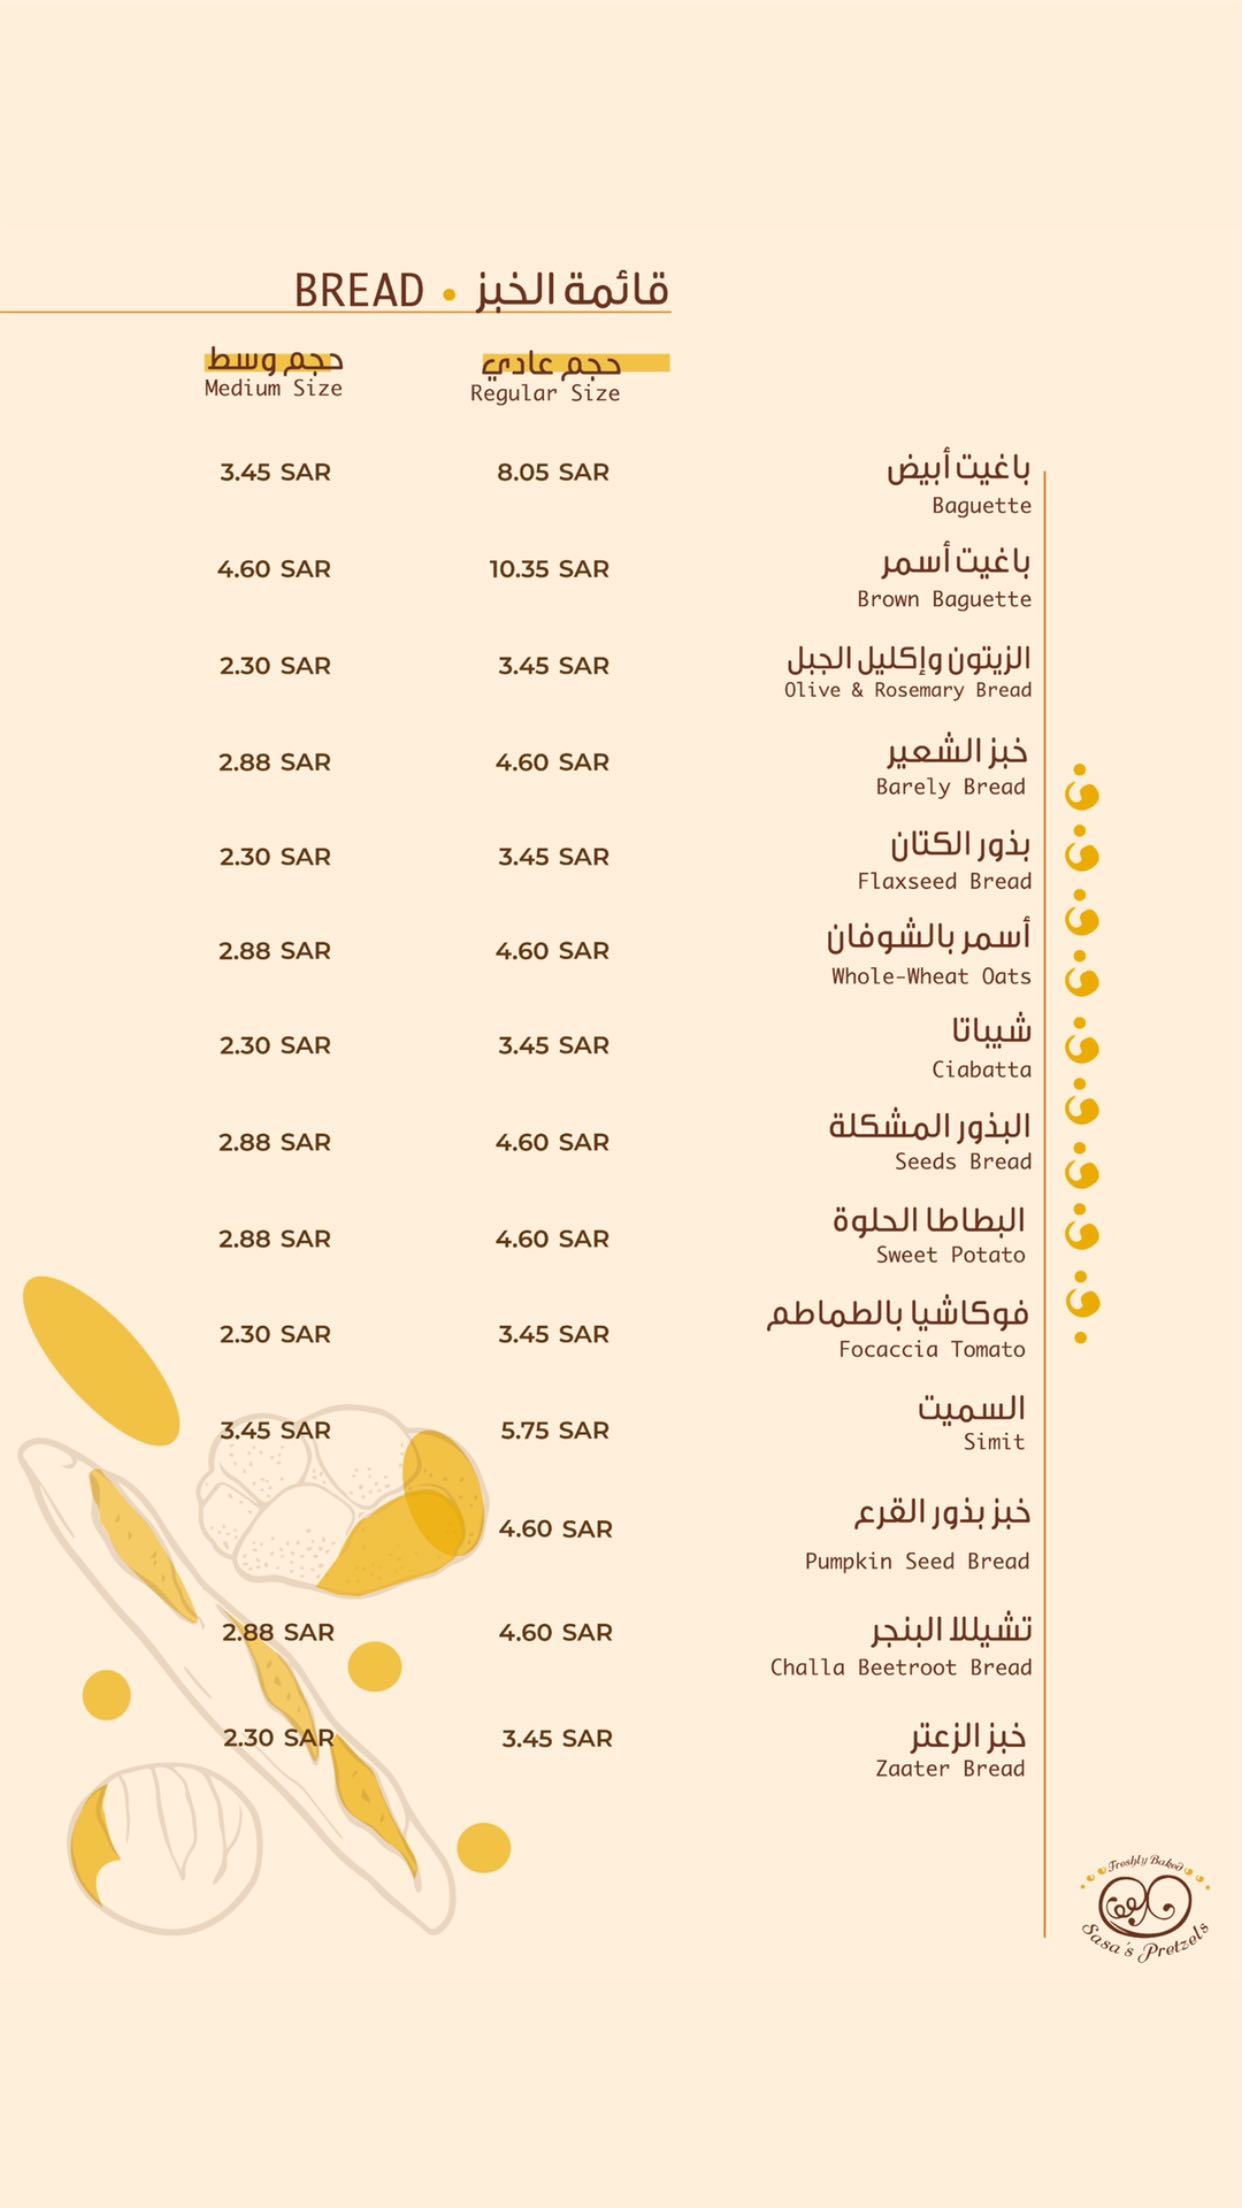 قائمة الخبز • BREAD
حجم عادي
Regular Size
حجم وسط
Medium Size
باغيت أبيض
Baguette
8.05 SAR
3.45 SAR
باغيت أسمر
Brown Baguette
10.35 SAR
4.60 SAR
الزيتون وإكليل الجبل
Olive & Rosemary Bread
3.45 SAR
2.30 SAR
خبز الشعير
Barely Bread
4.60 SAR
2.88 SAR
بذور الكتان
Flaxseed Bread
3.45 SAR
2.30 SAR
أسمر بالشوفان
Whole-Wheat Oats
4.60 SAR
2.88 SAR
شيباتا
Ciabatta
3.45 SAR
2.30 SAR
البذور المشكلة
Seeds Bread
4.60 SAR
2.88 SAR
البطاطا الحلوة
Sweet Potato
4.60 SAR
2.88 SAR
فوكاشيا بالطماطم
Focaccia Tomato
3.45 SAR
2.30 SAR
السميت
Simit
5.75 SAR
3.45 SAR
خبز بذور القرع
Pumpkin Seed Bread
4.60 SAR
تشيللا البنجر
Challa Beetroot Bread
4.60 SAR
2.88 SAR
خبز الزعتر
Zaater Bread
3.45 SAR
2.30 SAR
Freshly Baked
Sasa's Pretzels